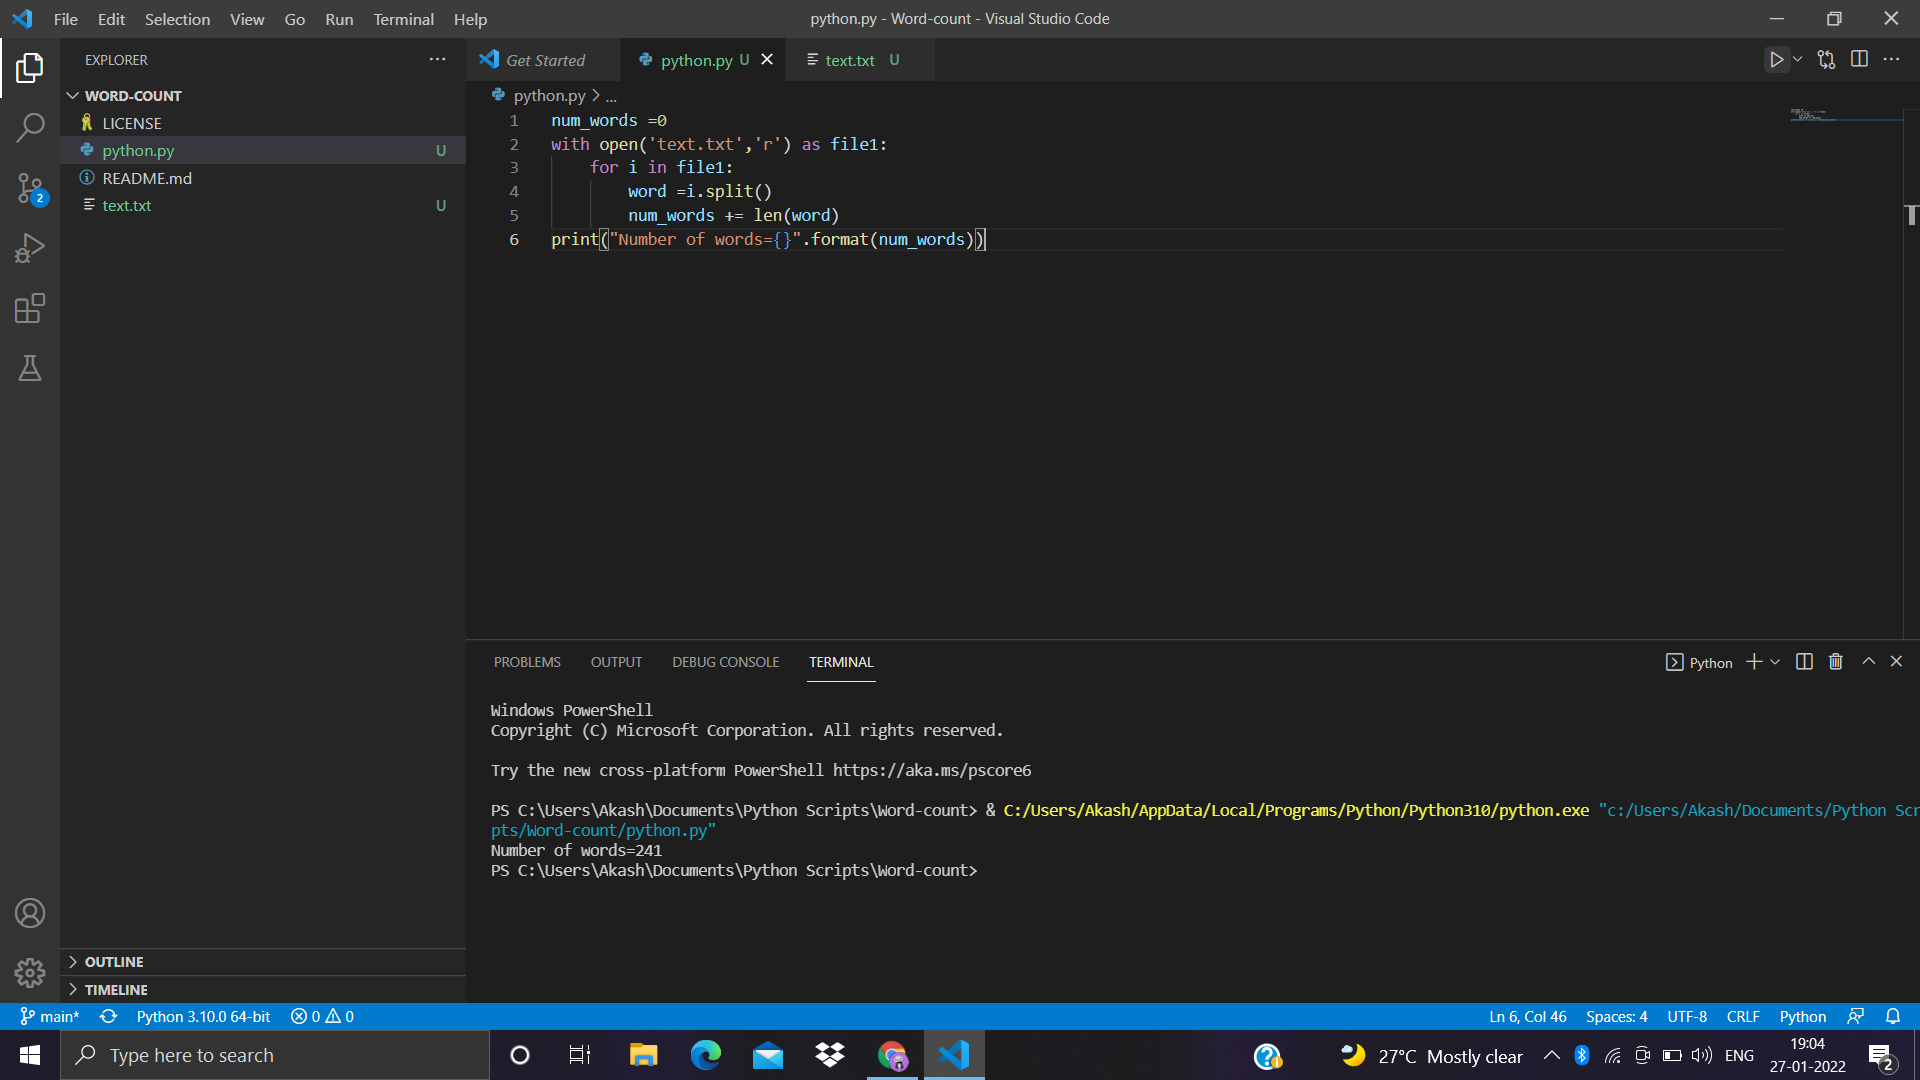 File Edit Selection View Go Run Terminal Help
python.py - Word-count - Visual Studio Code
EXPLORER
Get Started
python.py U
text.txt U
WORD-COUNT
LICENSE
python.py U
README.md
text.txt U
2
python.py > ...
1 num_words =0
2 with open('text.txt','r') as file1:
3     for i in file1:
4         word =i.split()
5         num_words += len(word)
6 print("Number of words={}".format(num_words))
PROBLEMS OUTPUT DEBUG CONSOLE TERMINAL
Python
Windows PowerShell
Copyright (C) Microsoft Corporation. All rights reserved.
Try the new cross-platform PowerShell https://aka.ms/pscore6
PS C:\Users\Akash\Documents\Python Scripts\Word-count> & C:/Users/Akash/AppData/Local/Programs/Python/Python310/python.exe "c:/Users/Akash/Documents/Python Scr
pts/Word-count/python.py"
Number of words=241
PS C:\Users\Akash\Documents\Python Scripts\Word-count>
OUTLINE
TIMELINE
main* Python 3.10.0 64-bit 0 0
Ln 6, Col 46 Spaces: 4 UTF-8 CRLF Python
Type here to search
27°C Mostly clear
ENG
19:04
27-01-2022
2